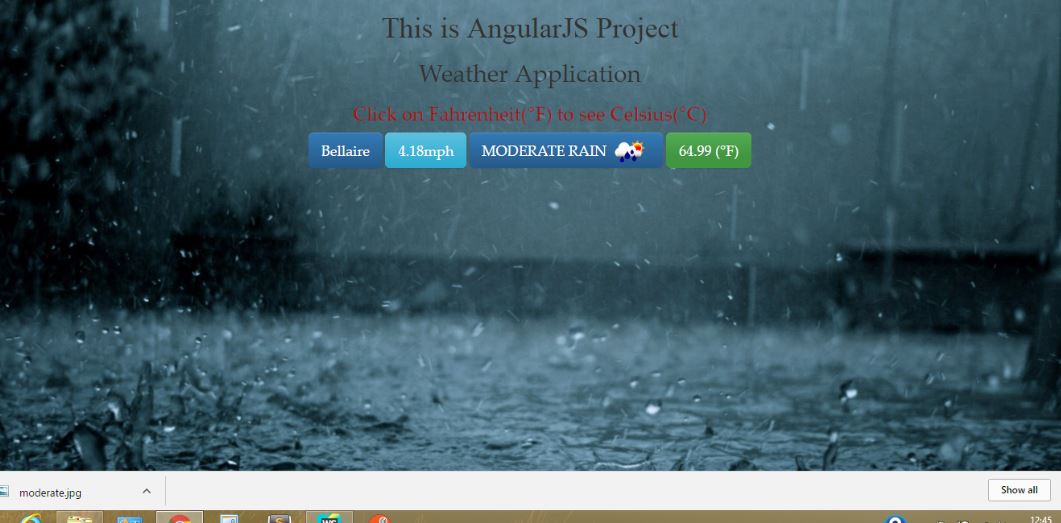 This is AngularJS Project
Weather Application
Click on Fahrenheit(°F) to see Celsius(°C)
Bellaire 4.18mph MODERATE RAIN 64.99 (°F)
moderate.jpg Show all
12:45